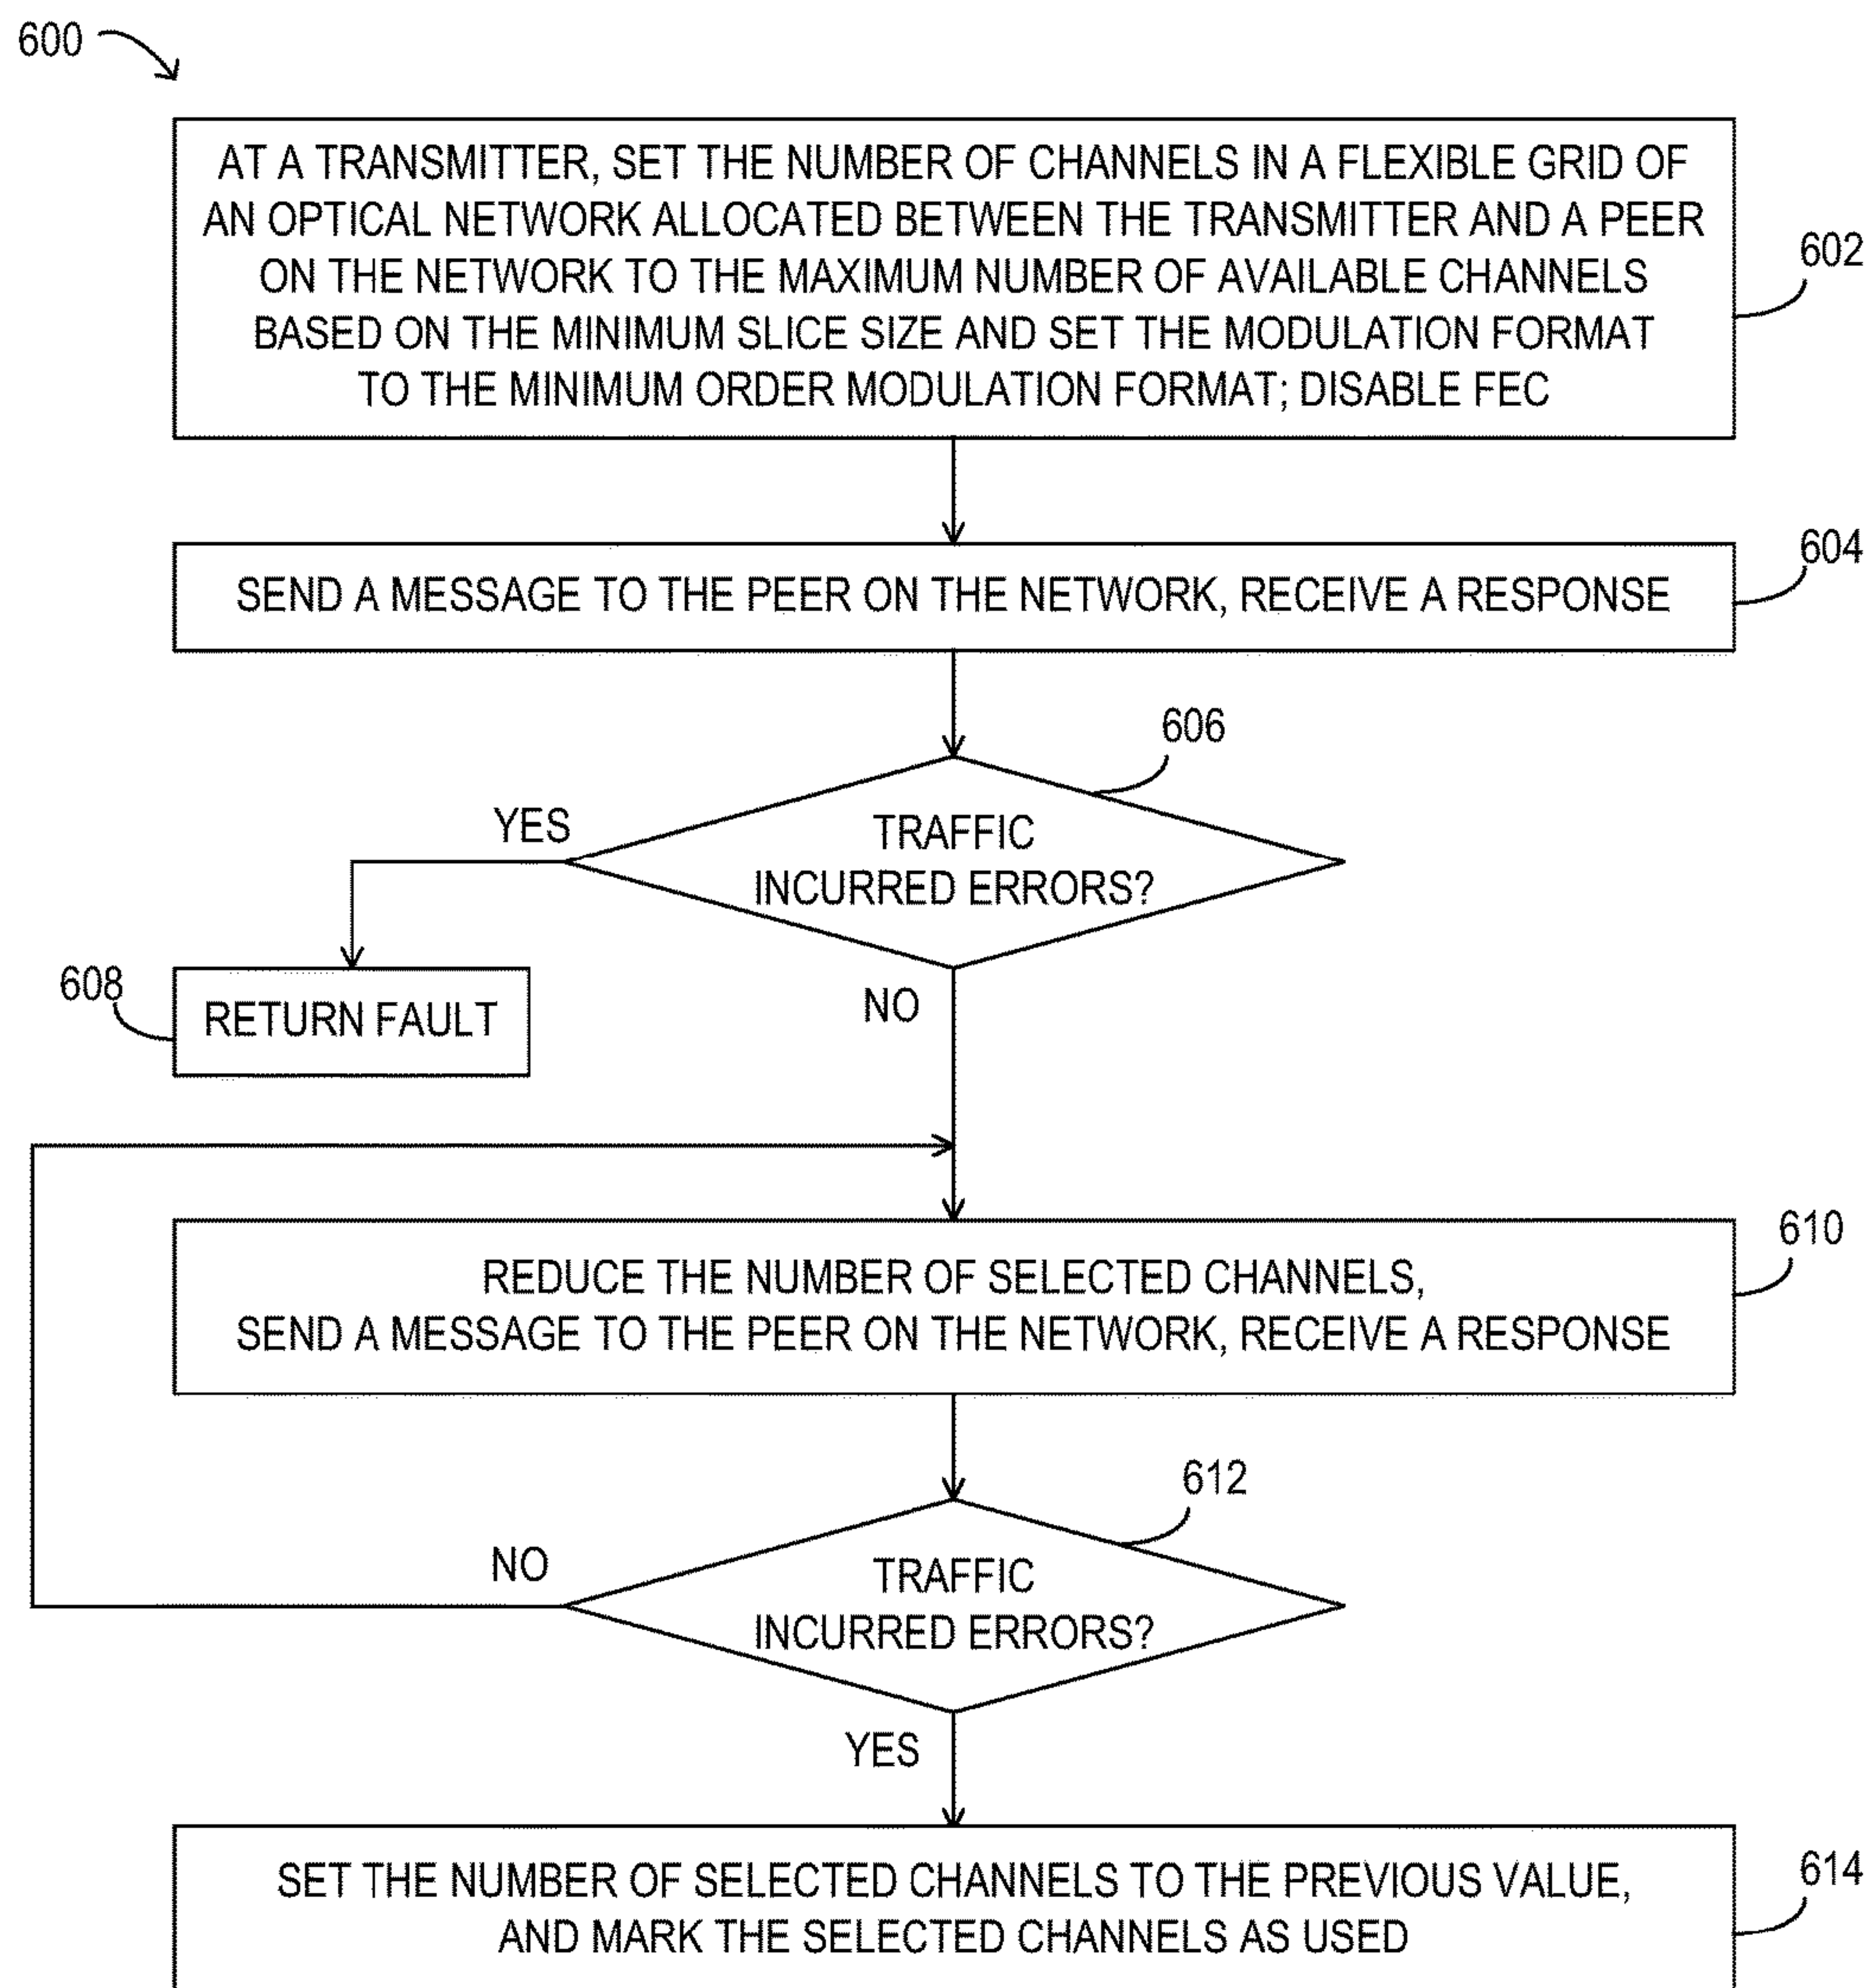 600
AT A TRANSMITTER, SET THE NUMBER OF CHANNELS IN A FLEXIBLE GRID OF
AN OPTICAL NETWORK ALLOCATED BETWEEN THE TRANSMITTER AND A PEER
ON THE NETWORK TO THE MAXIMUM NUMBER OF AVAILABLE CHANNELS
BASED ON THE MINIMUM SLICE SIZE AND SET THE MODULATION FORMAT
TO THE MINIMUM ORDER MODULATION FORMAT; DISABLE FEC
602
SEND A MESSAGE TO THE PEER ON THE NETWORK, RECEIVE A RESPONSE
604
606
YES
TRAFFIC
INCURRED ERRORS?
608
RETURN FAULT
NO
REDUCE THE NUMBER OF SELECTED CHANNELS,
SEND A MESSAGE TO THE PEER ON THE NETWORK, RECEIVE A RESPONSE
610
612
NO
TRAFFIC
INCURRED ERRORS?
YES
SET THE NUMBER OF SELECTED CHANNELS TO THE PREVIOUS VALUE,
AND MARK THE SELECTED CHANNELS AS USED
614